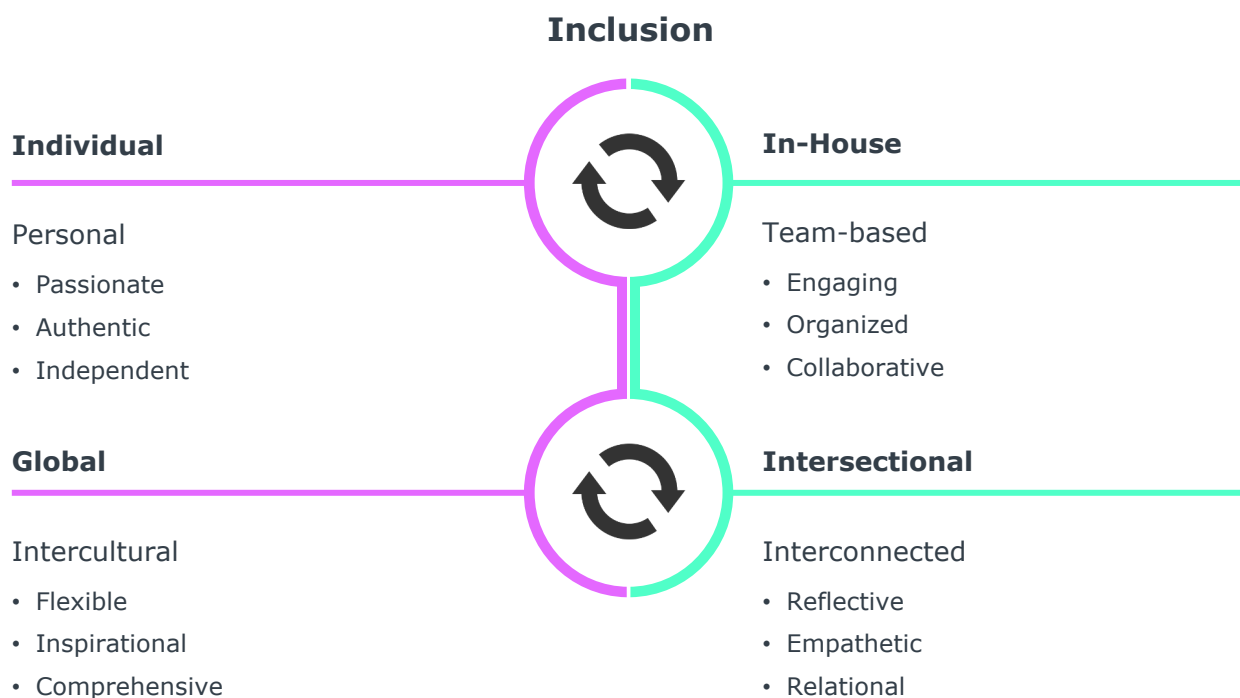 Inclusion
Individual
Personal
• Passionate
• Authentic
• Independent
In-House
Team-based
• Engaging
• Organized
• Collaborative
Global
Intercultural
• Flexible
• Inspirational
• Comprehensive
Intersectional
Interconnected
• Reflective
• Empathetic
• Relational